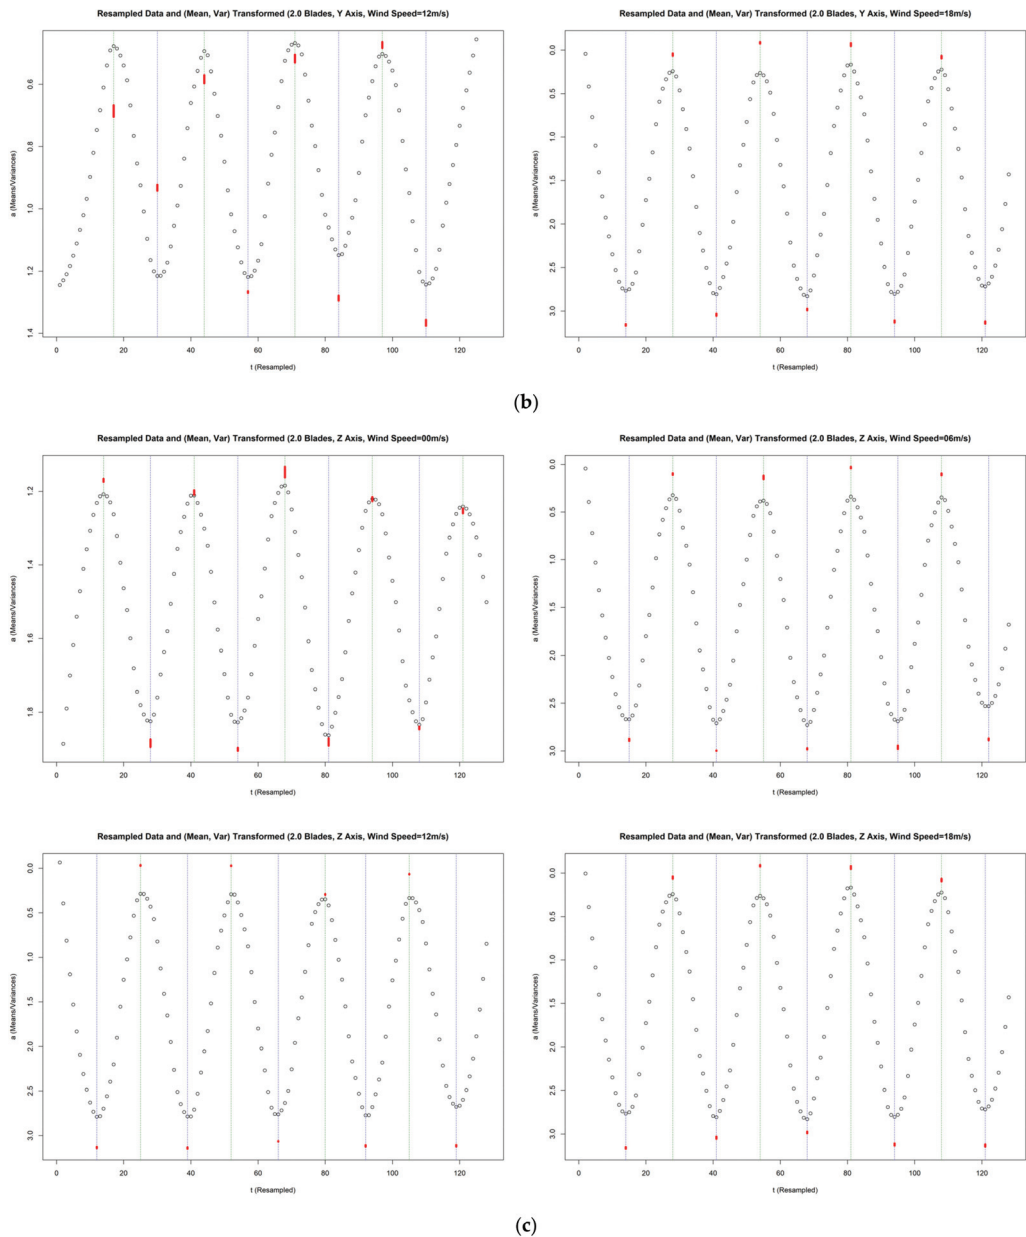 Resampled Data and (Mean, Var) Transformed (2.0 Blades, Y Axis, Wind Speed=12m/s)
a (Means/Variances)
0.6
0.8
1.0
1.2
1.4
0 20 40 60 80 100 120
t (Resampled)
Resampled Data and (Mean, Var) Transformed (2.0 Blades, Y Axis, Wind Speed=18m/s)
a (Means/Variances)
0.0
0.5
1.0
1.5
2.0
2.5
3.0
0 20 40 60 80 100 120
t (Resampled)
(b)
Resampled Data and (Mean, Var) Transformed (2.0 Blades, Z Axis, Wind Speed=00m/s)
a (Means/Variances)
1.2
1.4
1.6
1.8
0 20 40 60 80 100 120
t (Resampled)
Resampled Data and (Mean, Var) Transformed (2.0 Blades, Z Axis, Wind Speed=06m/s)
a (Means/Variances)
0.0
0.5
1.0
1.5
2.0
2.5
3.0
0 20 40 60 80 100 120
t (Resampled)
Resampled Data and (Mean, Var) Transformed (2.0 Blades, Z Axis, Wind Speed=12m/s)
a (Means/Variances)
0.0
0.5
1.0
1.5
2.0
2.5
3.0
0 20 40 60 80 100 120
t (Resampled)
Resampled Data and (Mean, Var) Transformed (2.0 Blades, Z Axis, Wind Speed=18m/s)
a (Means/Variances)
0.0
0.5
1.0
1.5
2.0
2.5
3.0
0 20 40 60 80 100 120
t (Resampled)
(c)